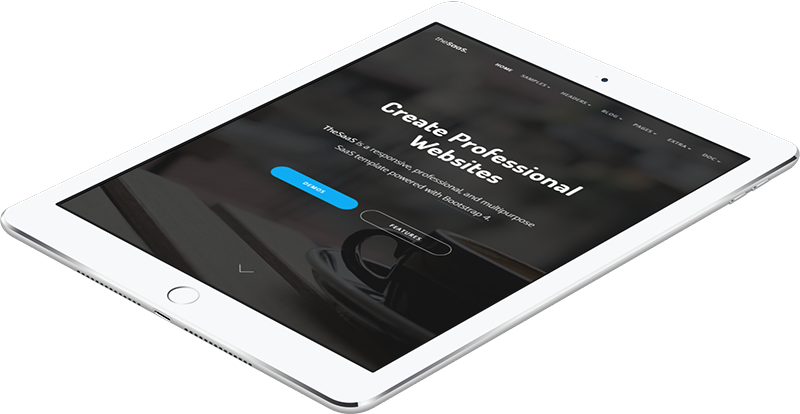 theSaaS.
HOME SAMPLES HEADERS BLOG PAGES EXTRA DOC
Create Professional
Websites
TheSaaS is a responsive, professional, and multipurpose
SaaS template powered with Bootstrap 4.
DEMOS
FEATURES